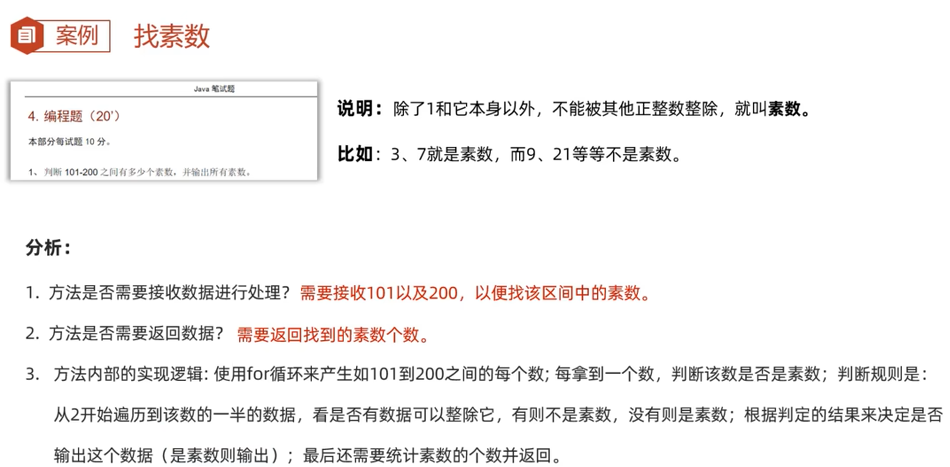 案例 找素数
Java 笔试题
4. 编程题（20'）
本部分每试题 10 分。
1、 判断 101-200 之间有多少个素数，并输出所有素数。
说明：除了1和它本身以外，不能被其他正整数整除，就叫素数。
比如：3、7就是素数，而9、21等等不是素数。
分析：
1. 方法是否需要接收数据进行处理？需要接收101以及200，以便找该区间中的素数。
2. 方法是否需要返回数据？ 需要返回找到的素数个数。
3. 方法内部的实现逻辑: 使用for循环来产生如101到200之间的每个数; 每拿到一个数，判断该数是否是素数；判断规则是：
从2开始遍历到该数的一半的数据，看是否有数据可以整除它，有则不是素数，没有则是素数；根据判定的结果来决定是否
输出这个数据（是素数则输出）；最后还需要统计素数的个数并返回。